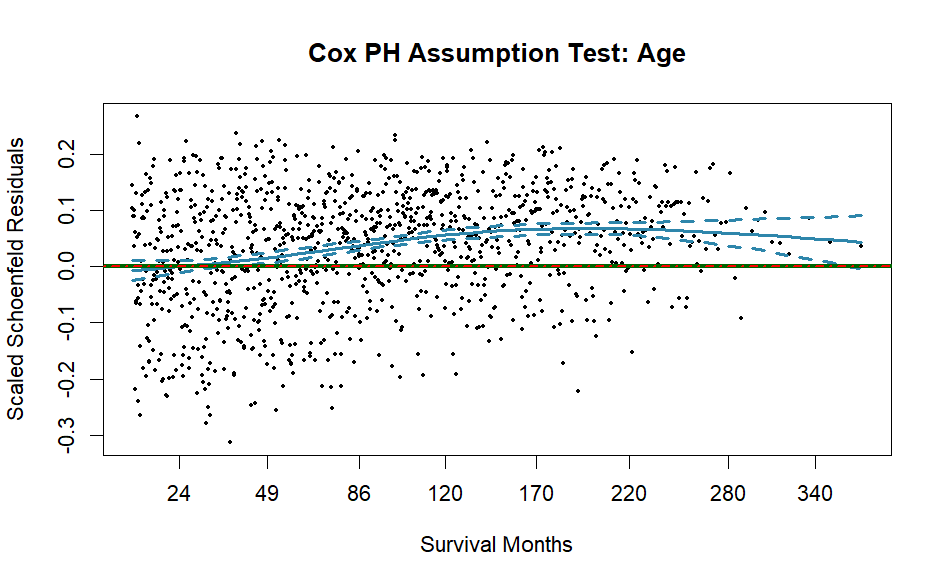 Cox PH Assumption Test: Age
Scaled Schoenfeld Residuals
0.2
0.1
0.0
-0.1
-0.2
-0.3
24 49 86 120 170 220 280 340
Survival Months